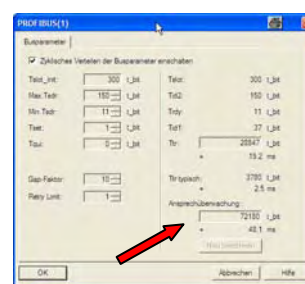 PROFIBUS(1)
Busparameter
Zyklisches Verteilen der Busparameter einschalten
Tslot_Init: 300 t_bit
Max.Tsdr: 150 t_bit
Min.Tsdr: 11 t_bit
Tset: 1 t_bit
Tqui: 0 t_bit
Gap-Faktor: 10
Retry Limit: 1
Tslot: 300 t_bit
Tid2: 150 t_bit
Trdy: 11 t_bit
Tid1: 37 t_bit
Ttr: t_bit
= 19.2 ms
Ttr typisch: 3780 t_bit
= 2.5 ms
Ansprechüberwachung:
72180 t_bit
= 48.1 ms
Neu berechnen
OK
Abbrechen
Hilfe